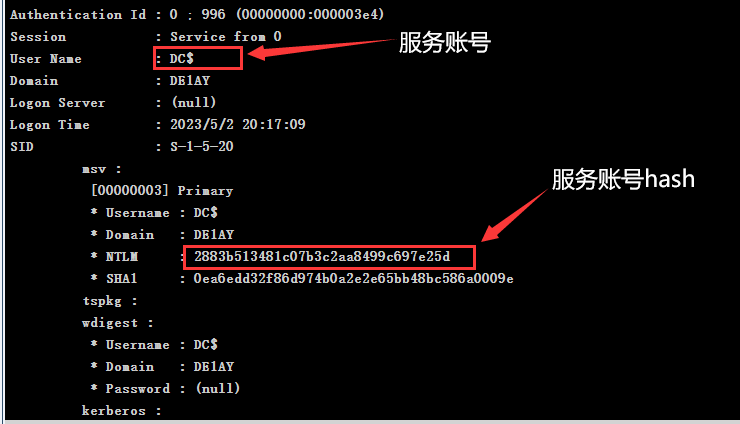 Authentication Id : 0 ; 996 (00000000:000003e4)
Session : Service from 0
User Name : DC$
服务账号
Domain : DE1AY
Logon Server : (null)
Logon Time : 2023/5/2 20:17:09
SID : S-1-5-20
msv :
[00000003] Primary
服务账号hash
* Username : DC$
* Domain : DE1AY
* NTLM : 2883b513481c07b3c2aa8499c697e25d
* SHA1 : 0ea6edd32f86d974b0a2e2e65bb48bc586a0009e
tspkg :
wdigest :
* Username : DC$
* Domain : DE1AY
* Password : (null)
kerberos :